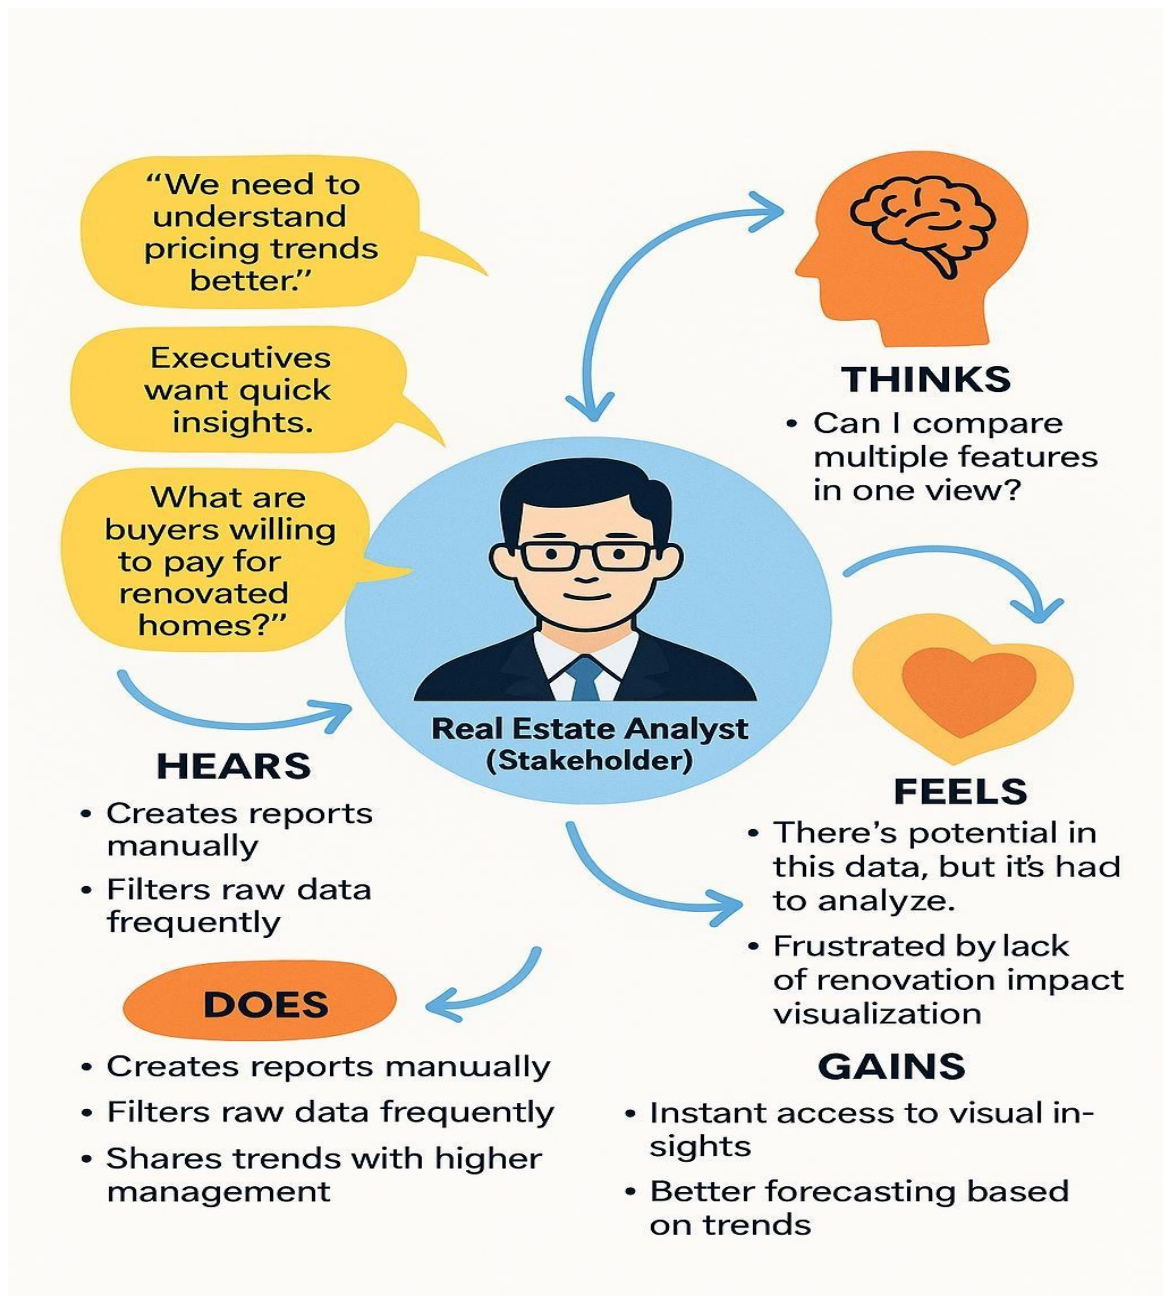 “We need to
understand
pricing trends
better.”
Executives
want quick
insights.
What are
buyers willing
to pay for
renovated
homes?”
HEARS
• Creates reports
manually
• Filters raw data
frequently
DOES
• Creates reports manually
• Filters raw data frequently
• Shares trends with higher
management
Real Estate Analyst
(Stakeholder)
THINKS
• Can I compare
multiple features
in one view?
FEELS
• There’s potential in
this data, but it’s had
to analyze.
• Frustrated by lack
of renovation impact
visualization
GAINS
• Instant access to visual in-
sights
• Better forecasting based
on trends